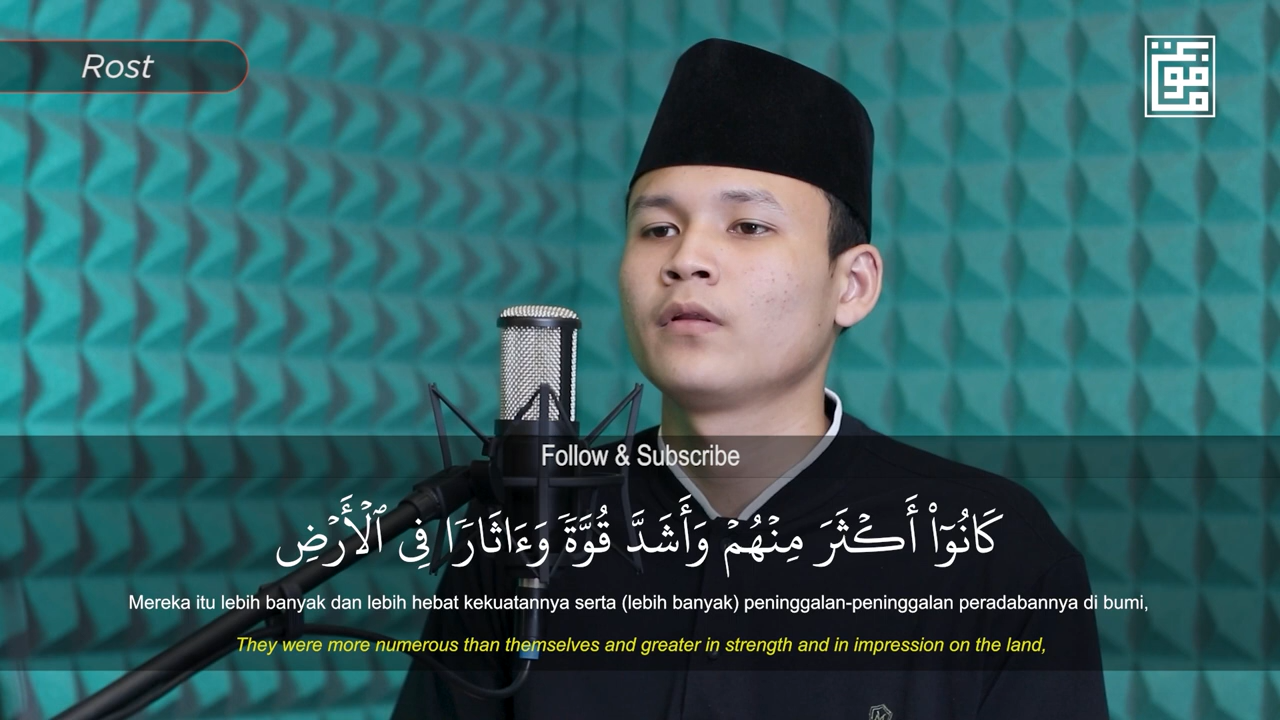 Rost
Follow & Subscribe
كَانُوٓا۟ أَكْثَرَ مِنْهُمْ وَأَشَدَّ قُوَّةً وَءَاثَارًا فِى ٱلْأَرْضِ
Mereka itu lebih banyak dan lebih hebat kekuatannya serta (lebih banyak) peninggalan-peninggalan peradabannya di bumi,
They were more numerous than themselves and greater in strength and in impression on the land,